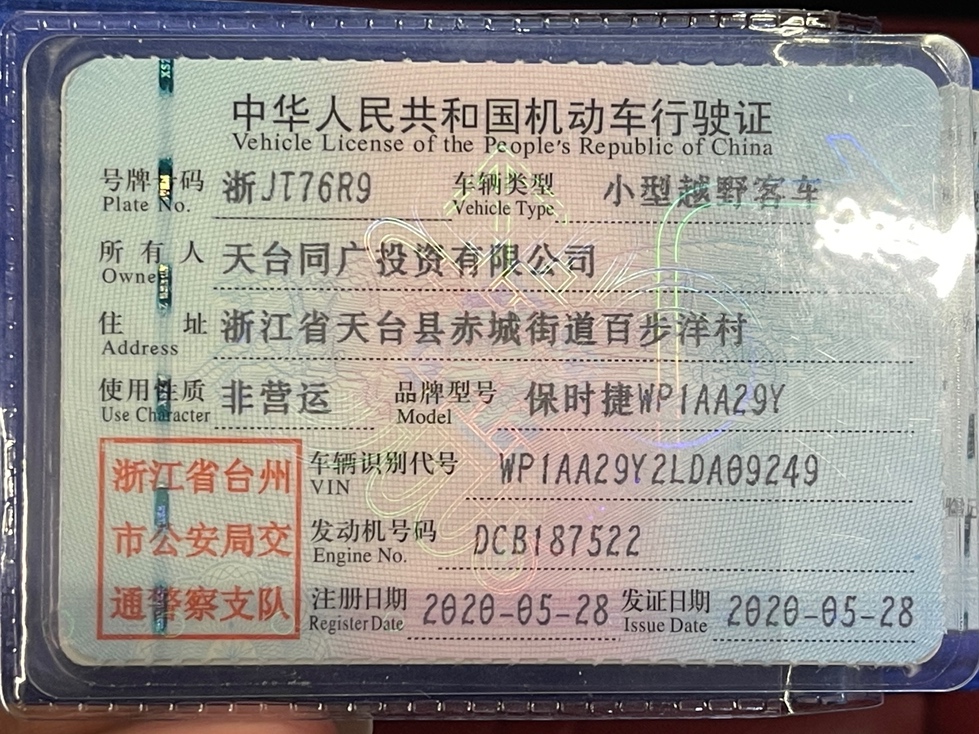 中华人民共和国机动车行驶证
Vehicle License of the People's Republic of China
号牌号码 浙JT76R9 车辆类型 小型越野客车
Plate No. Vehicle Type
所有人 天台同广投资有限公司
Owner
住址 浙江省天台县赤城街道百步洋村
Address
使用性质 非营运 品牌型号 保时捷WP1AA29Y
Use Character Model
浙江省台州
市公安局交
通警察支队
车辆识别代号 WP1AA29Y2LDA09249
VIN
发动机号码 DCB187522
Engine No.
注册日期 2020-05-28 发证日期 2020-05-28
Register Date Issue Date